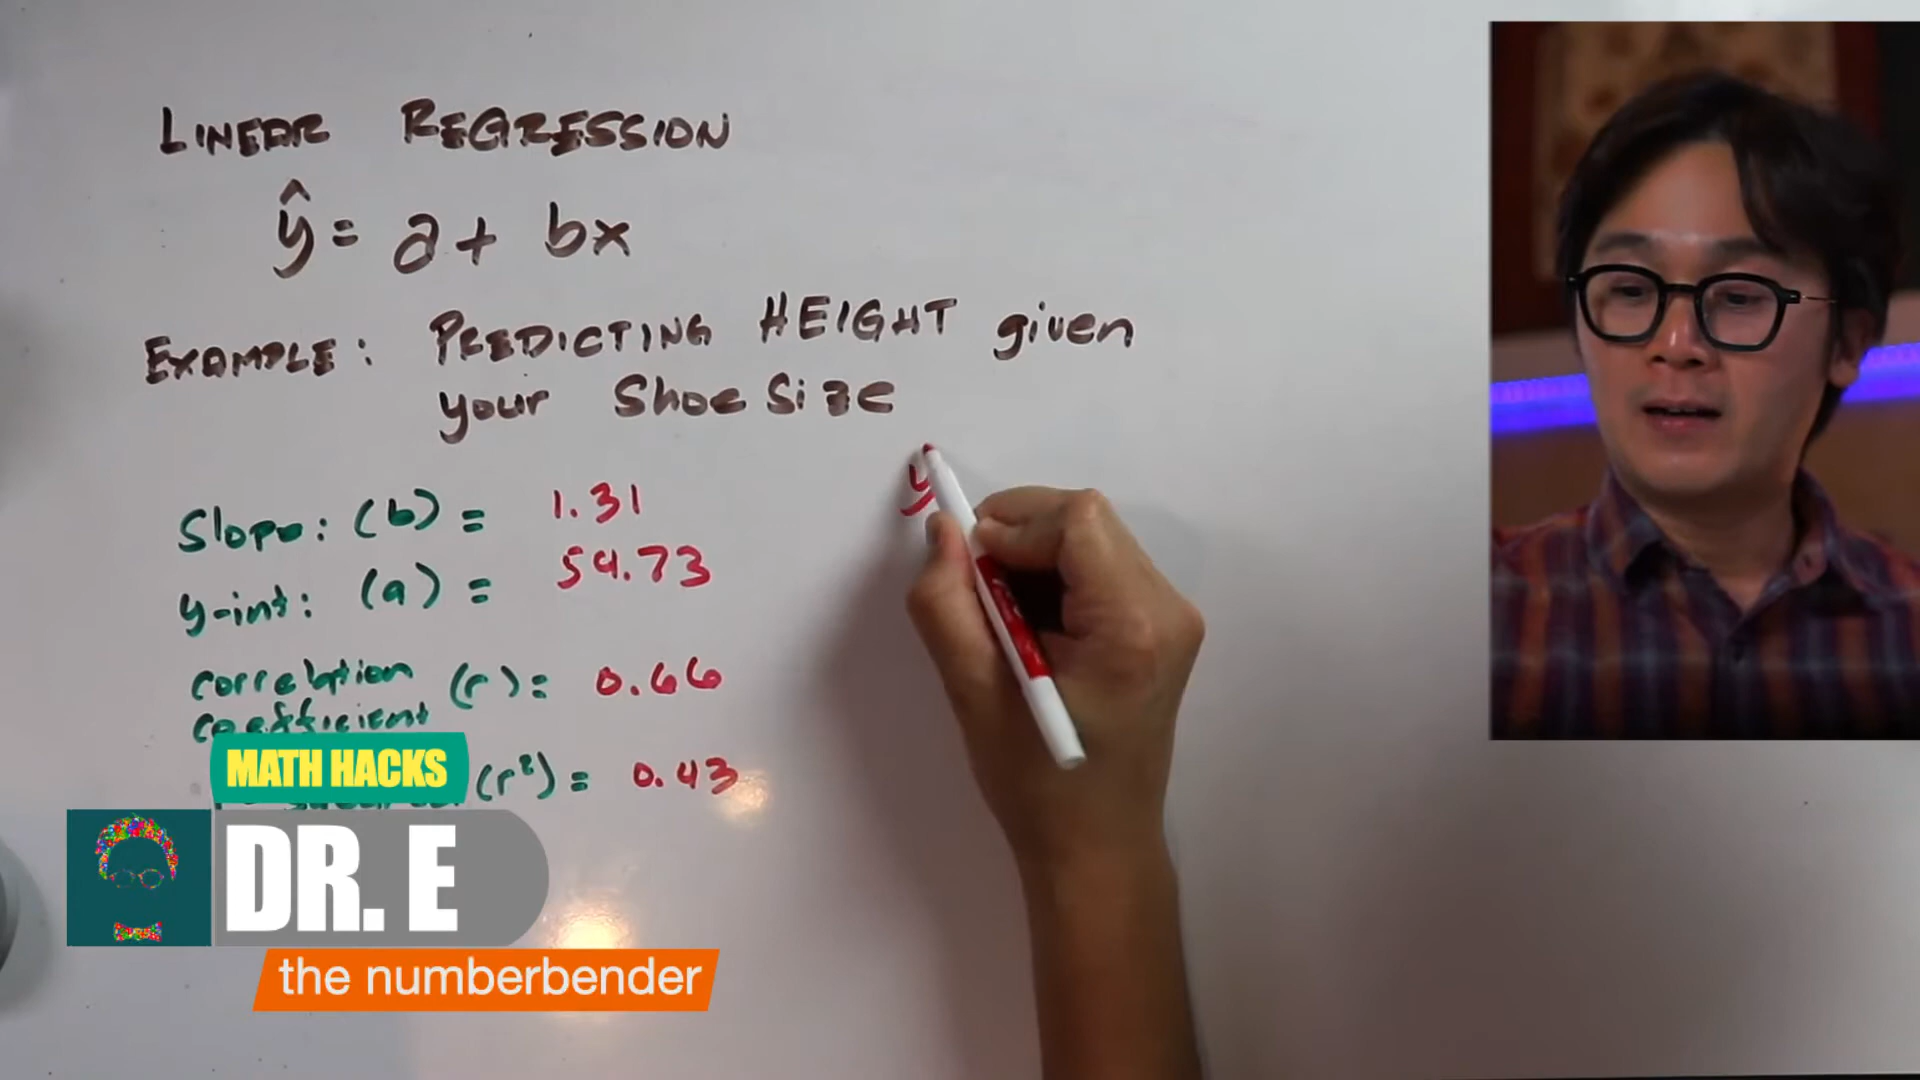 LINEAR REGRESSION
ŷ = a + bx
EXAMPLE: PREDICTING HEIGHT given
your Shoe Size
Slope: (b) = 1.31
y-int: (a) = 54.73
correlation (r) = 0.66
coefficient
(r²) = 0.43
y
MATH HACKS
DR. E
the numberbender